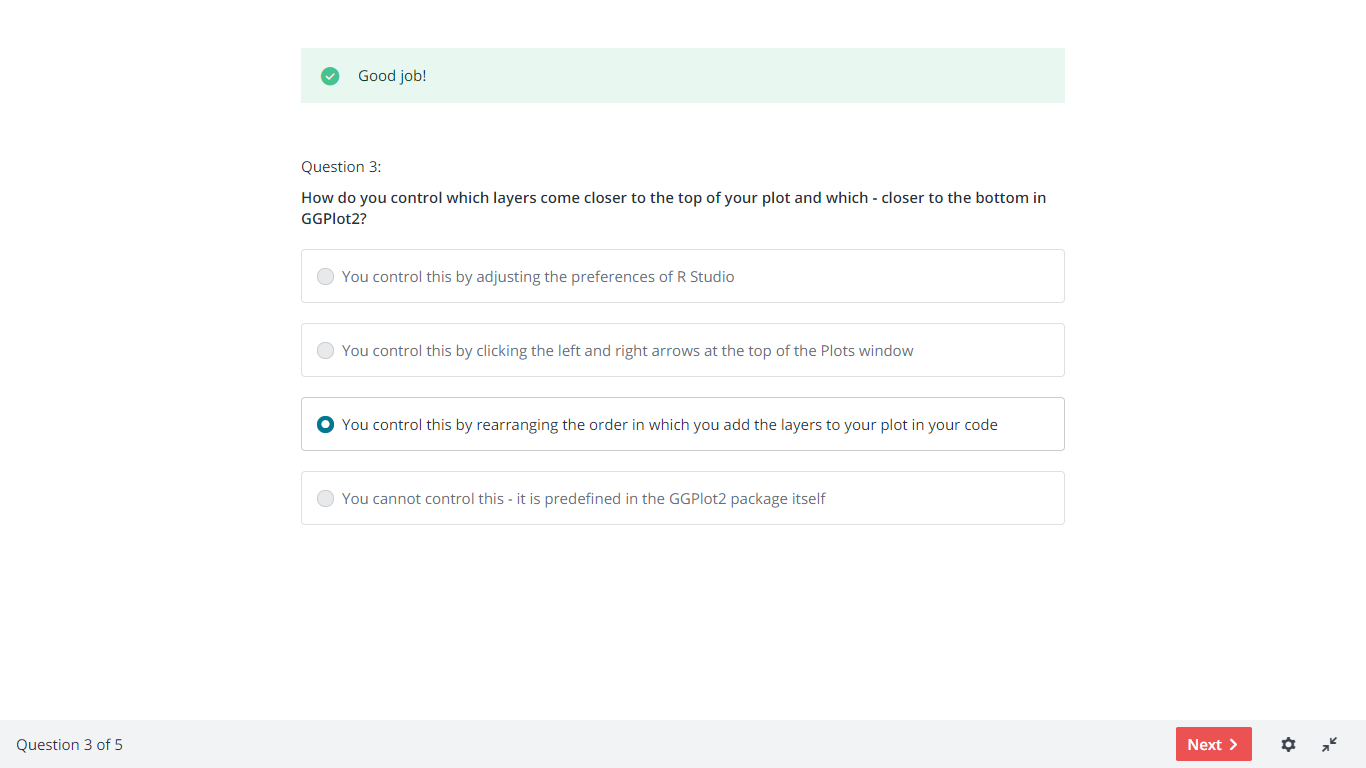 Good job!
Question 3:
How do you control which layers come closer to the top of your plot and which - closer to the bottom in
GGPlot2?
You control this by adjusting the preferences of R Studio
You control this by clicking the left and right arrows at the top of the Plots window
You control this by rearranging the order in which you add the layers to your plot in your code
You cannot control this - it is predefined in the GGPlot2 package itself
Question 3 of 5
Next